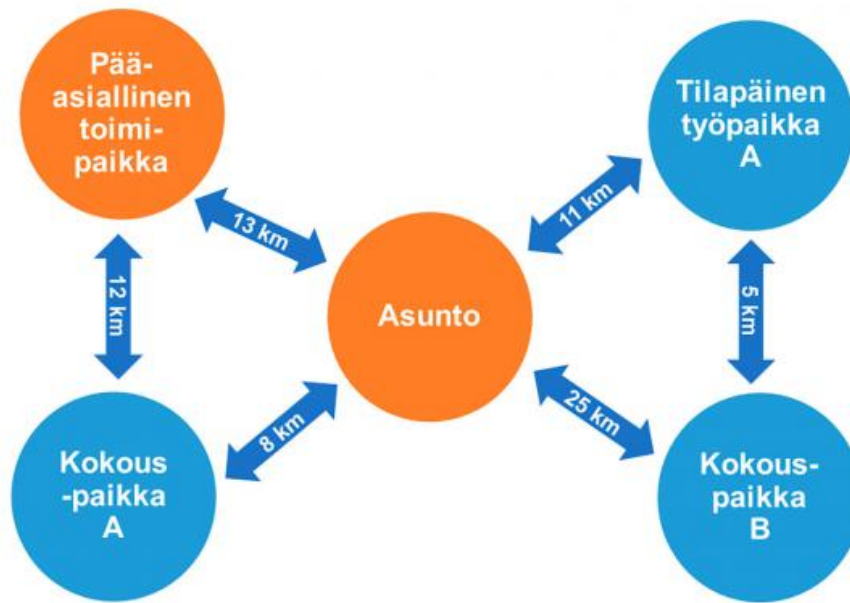 Pää-
asiallinen
toimi-
paikka
Tilapäinen
työpaikka
A
13 km
11 km
12 km
Asunto
5 km
8 km
25 km
Kokous
-paikka
A
Kokous-
paikka
B